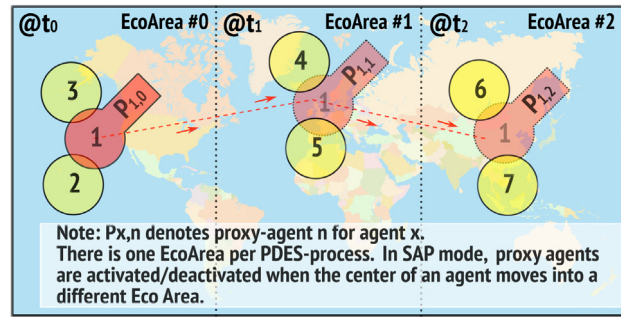 @t0 EcoArea #0
@t1 EcoArea #1
@t2 EcoArea #2
3
P1,0
1
2
4
P1,1
1
5
6
P1,2
1
7
Note: Px,n denotes proxy-agent n for agent x.
There is one EcoArea per PDES-process. In SAP mode, proxy agents
are activated/deactivated when the center of an agent moves into a
different Eco Area.